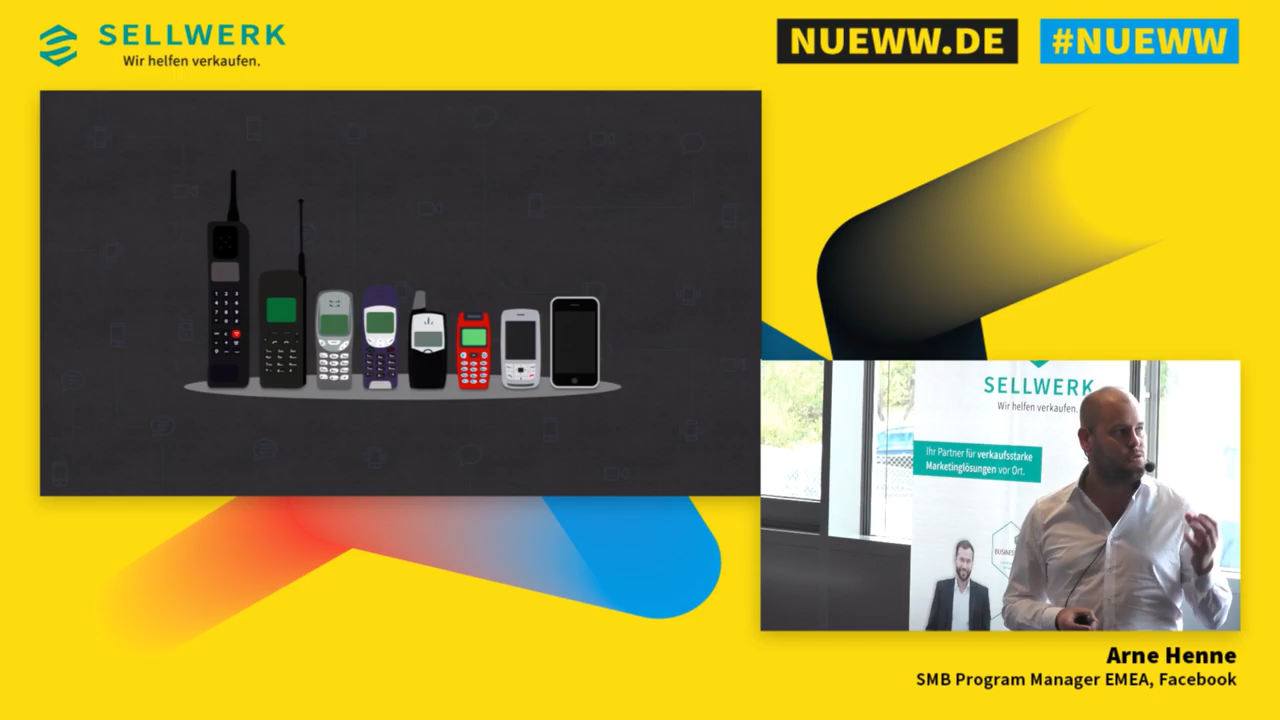 SELLWERK
Wir helfen verkaufen.
NUEWW.DE
#NUEWW
SELLWERK
Wir helfen verkaufen.
Ihr Partner für verkaufsstarke
Marketinglösungen vor Ort.
BUSINESS
Arne Henne
SMB Program Manager EMEA, Facebook